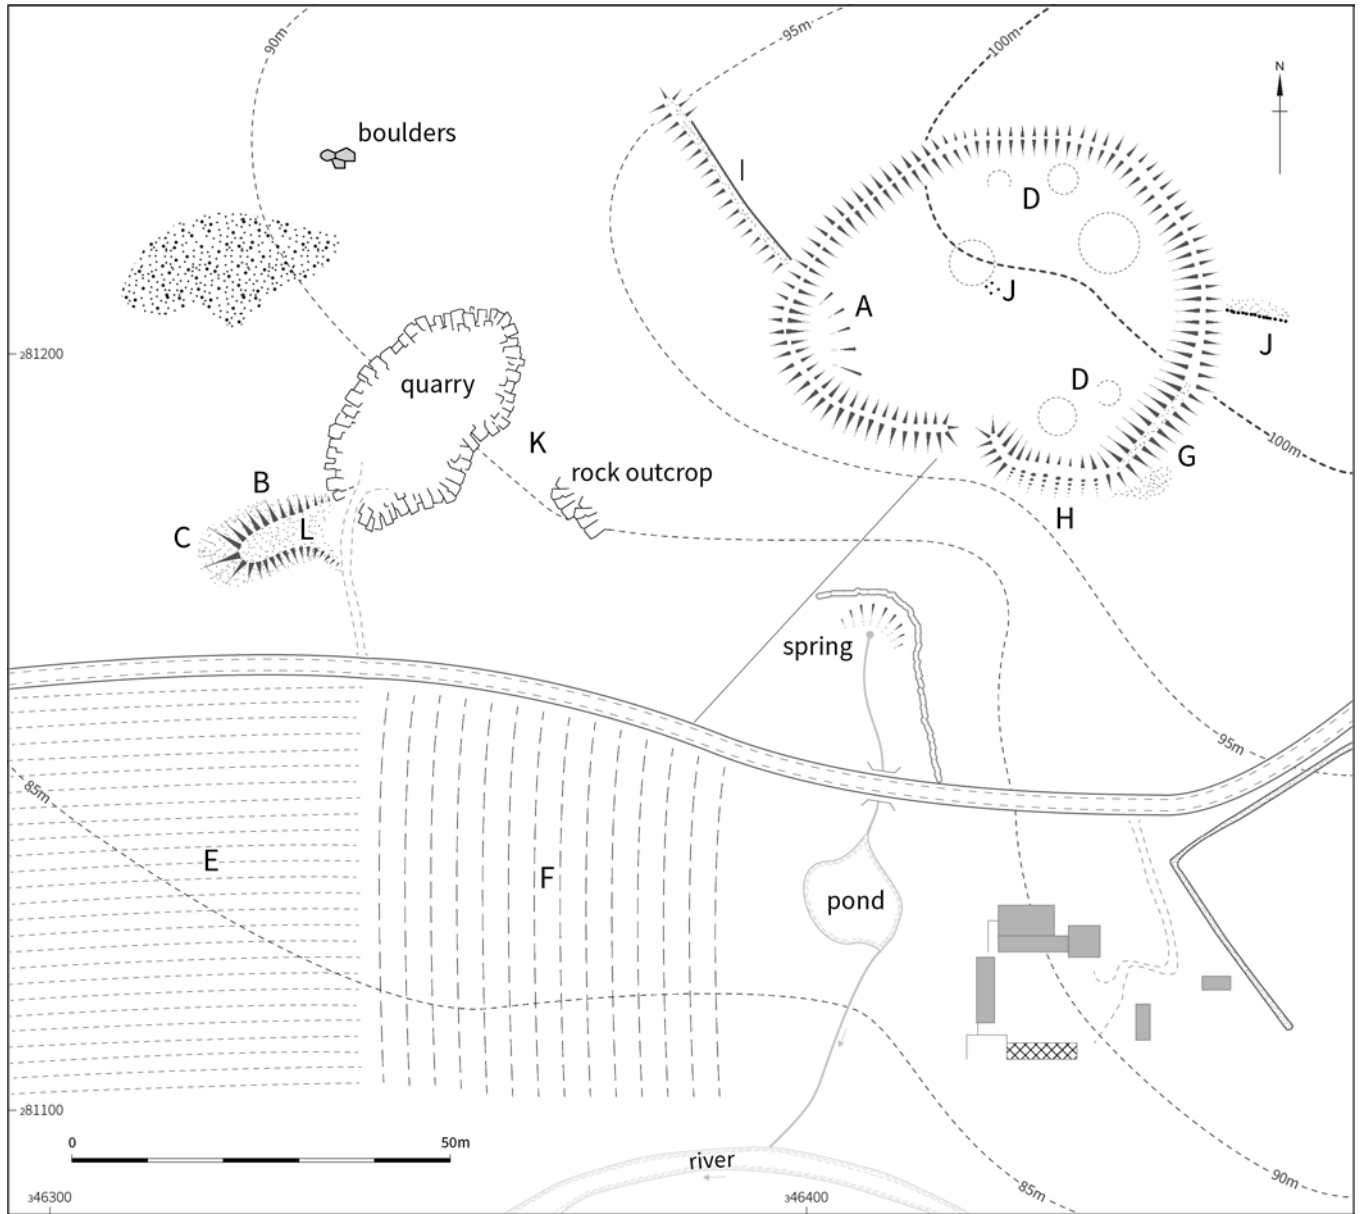 90m
95m
100m
N
boulders
I
D
A
J
J
281200
quarry
D
K
100m
rock outcrop
G
B
H
L
C
spring
95m
85m
E
F
pond
281100
0 50m
river
90m
85m
346300
346400